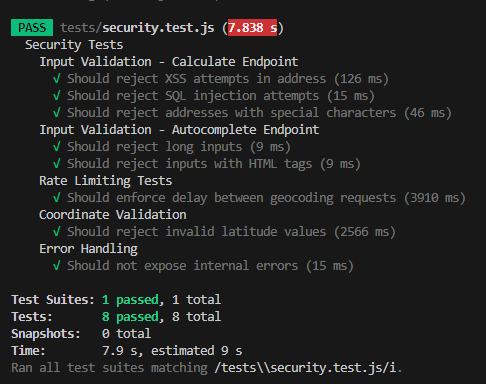 PASS tests/security.test.js (7.838 s)
Security Tests
Input Validation - Calculate Endpoint
√ Should reject XSS attempts in address (126 ms)
√ Should reject SQL injection attempts (15 ms)
√ Should reject addresses with special characters (46 ms)
Input Validation - Autocomplete Endpoint
√ Should reject long inputs (9 ms)
√ Should reject inputs with HTML tags (9 ms)
Rate Limiting Tests
√ Should enforce delay between geocoding requests (3910 ms)
Coordinate Validation
√ Should reject invalid latitude values (2566 ms)
Error Handling
√ Should not expose internal errors (15 ms)
Test Suites: 1 passed, 1 total
Tests: 8 passed, 8 total
Snapshots: 0 total
Time: 7.9 s, estimated 9 s
Ran all test suites matching /tests\\security.test.js/i.